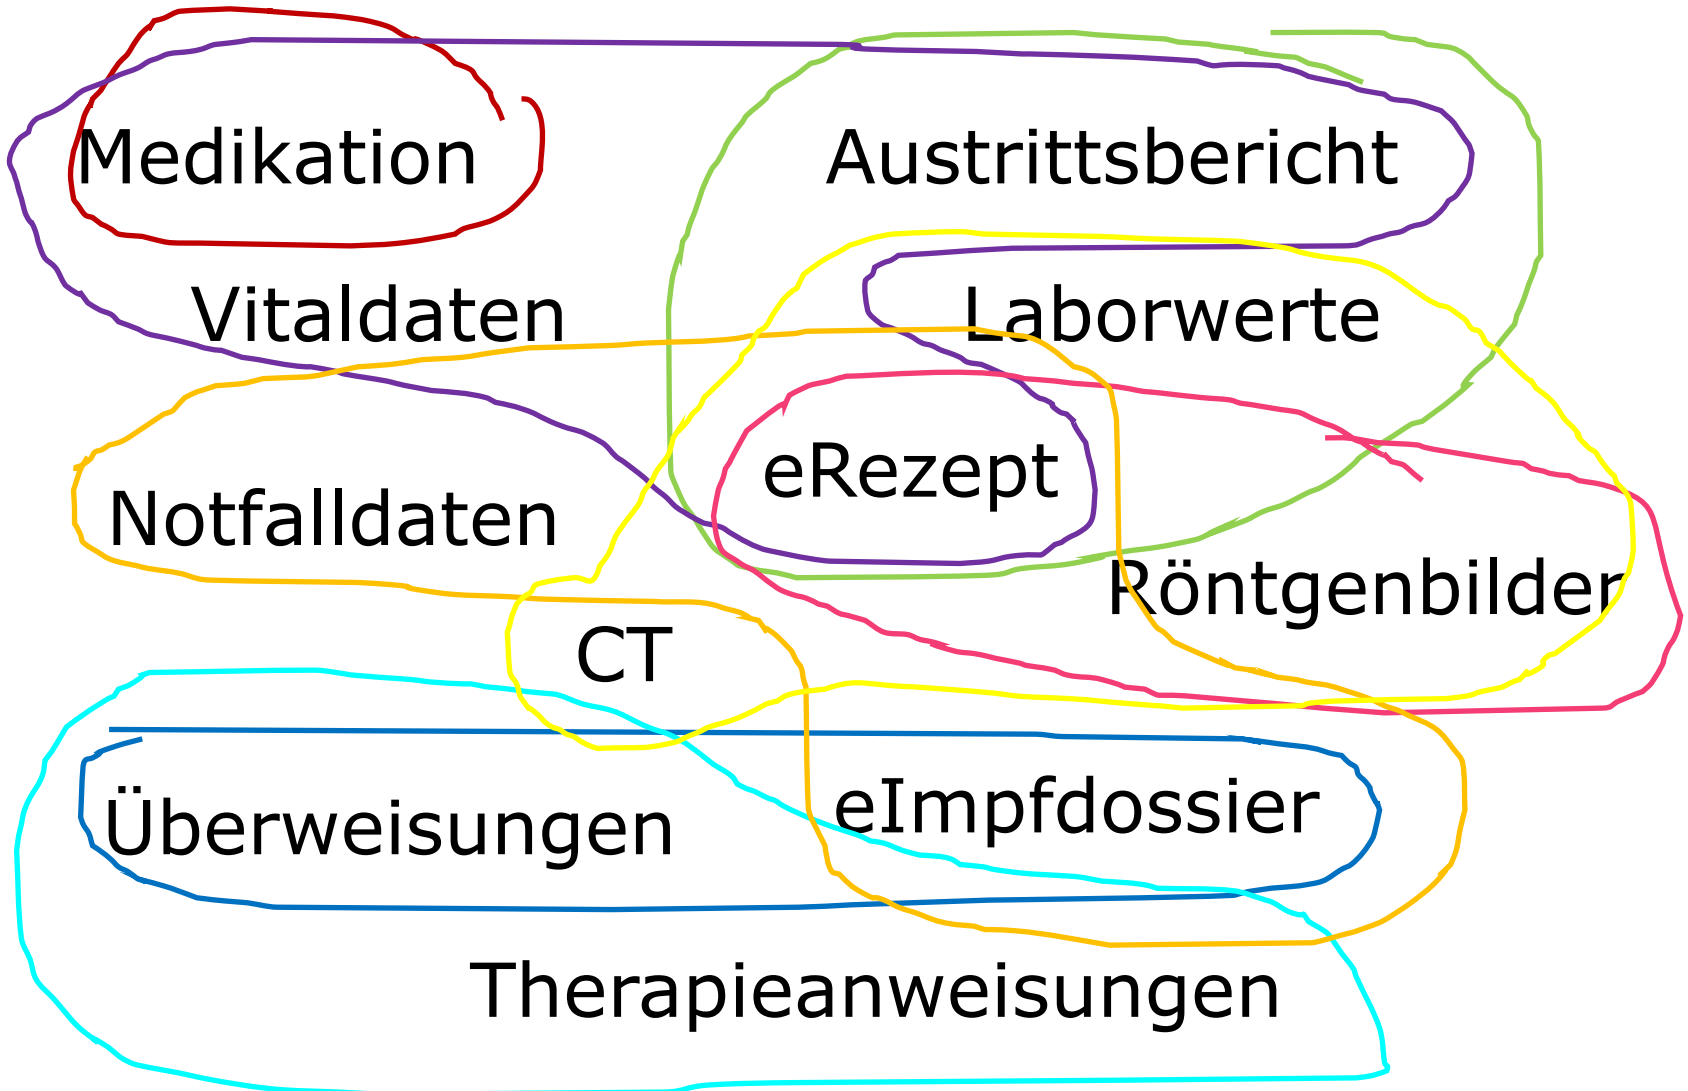 Medikation
Austrittsbericht
Vitaldaten
Laborwerte
eRezept
Notfalldaten
Röntgenbilder
CT
eImpfdossier
Überweisungen
Therapieanweisungen